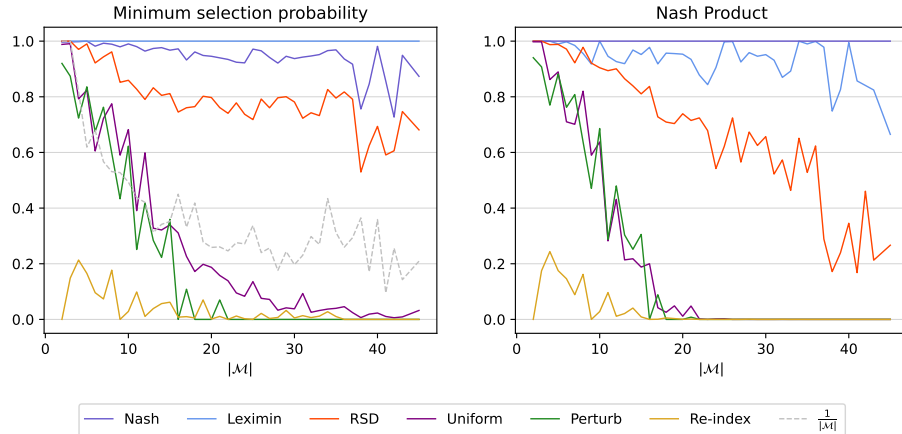 Minimum selection probability
Nash Product
1.0
0.8
0.6
0.4
0.2
0.0
0 10 20 30 40
|ℳ|
1.0
0.8
0.6
0.4
0.2
0.0
0 10 20 30 40
|ℳ|
Nash Leximin RSD Uniform Perturb Re-index 1/|ℳ|